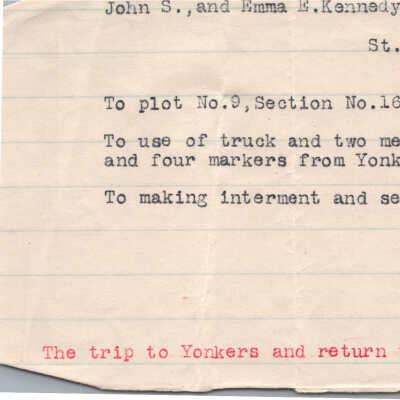 John S.,and Emma E.Kennedy
St.
To plot No.9,Section No.16
To use of truck and two me
and four markers from Yonk
To making interment and se
The trip to Yonkers and return